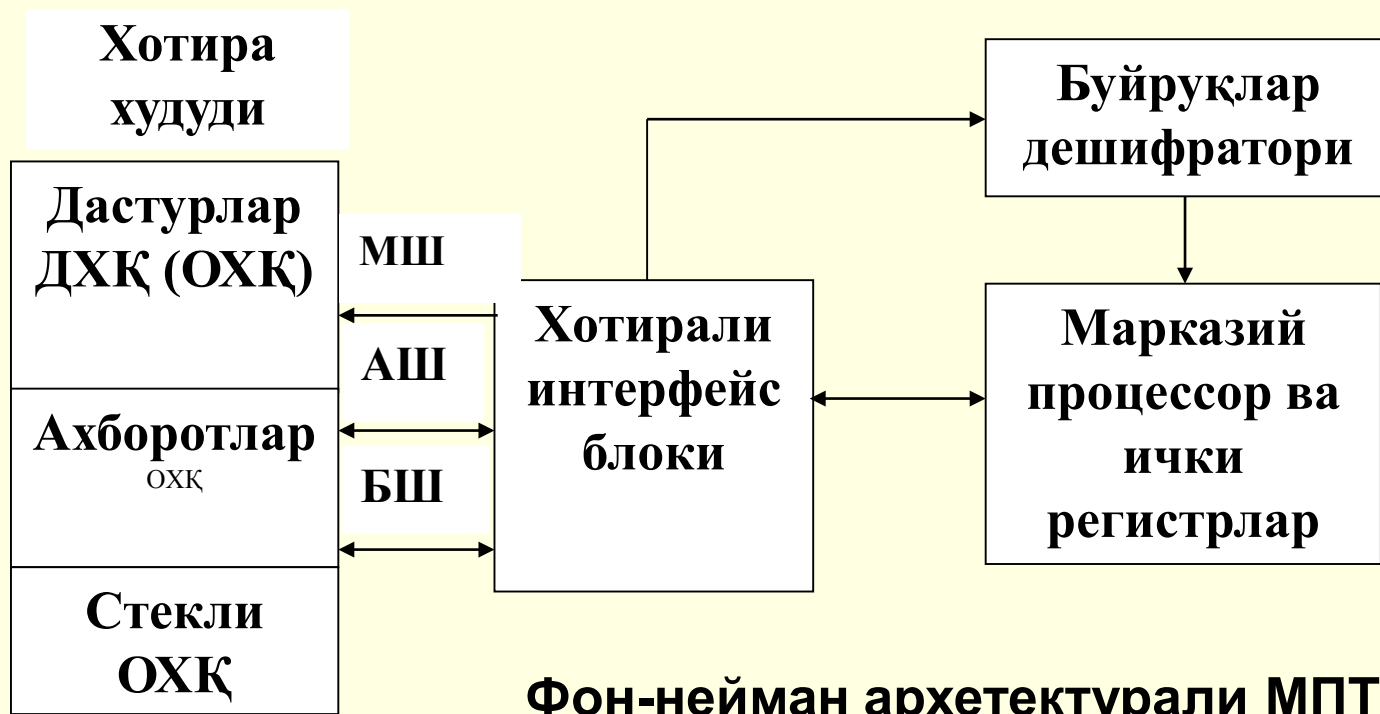 Хотира
худуди
Дастурлар
ДХҚ (ОХҚ)
Ахборотлар
ОХҚ
Стекли
ОХҚ
МШ
АШ
БШ
Хотирали
интерфейс
блоки
Буйруқлар
дешифратори
Марказий
процессор ва
ички
регистрлар
Фон-нейман архетектурали МПТ